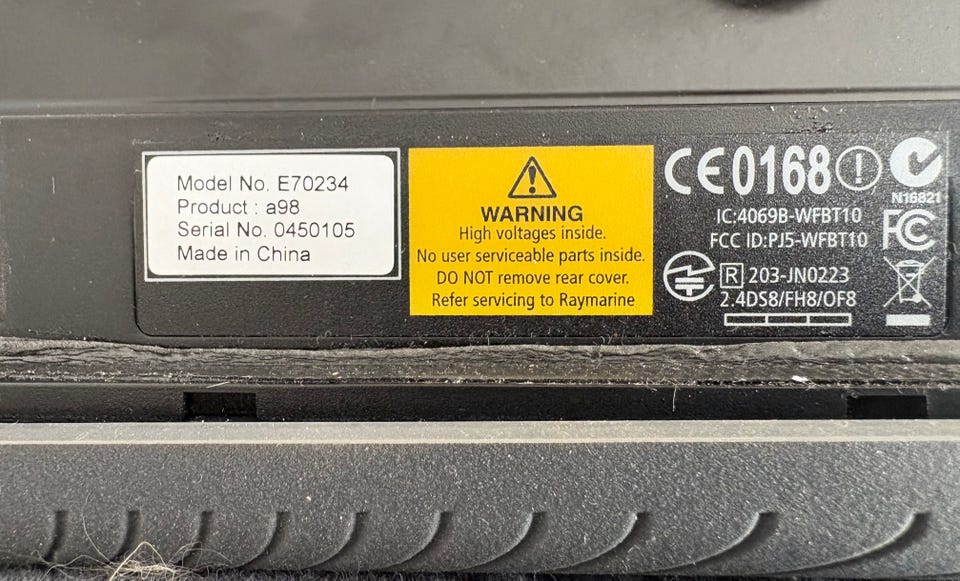 Model No. E70234
Product : a98
Serial No. 0450105
Made in China
WARNING
High voltages inside.
No user serviceable parts inside.
DO NOT remove rear cover.
Refer servicing to Raymarine
CE0168
N16821
IC:4069B-WFBT10
FCC ID:PJ5-WFBT10
FC
R 203-JN0223
2.4DS8/FH8/OF8